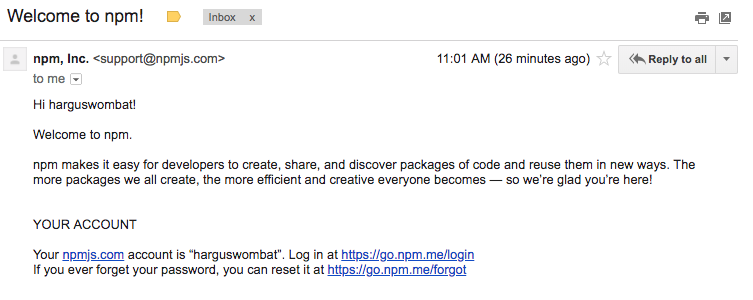 Welcome to npm!
Inbox x
npm, Inc. <support@npmjs.com>
11:01 AM (26 minutes ago)
Reply to all
to me
Hi harguswombat!
Welcome to npm.
npm makes it easy for developers to create, share, and discover packages of code and reuse them in new ways. The
more packages we all create, the more efficient and creative everyone becomes — so we’re glad you’re here!
YOUR ACCOUNT
Your npmjs.com account is “harguswombat”. Log in at https://go.npm.me/login
If you ever forget your password, you can reset it at https://go.npm.me/forgot